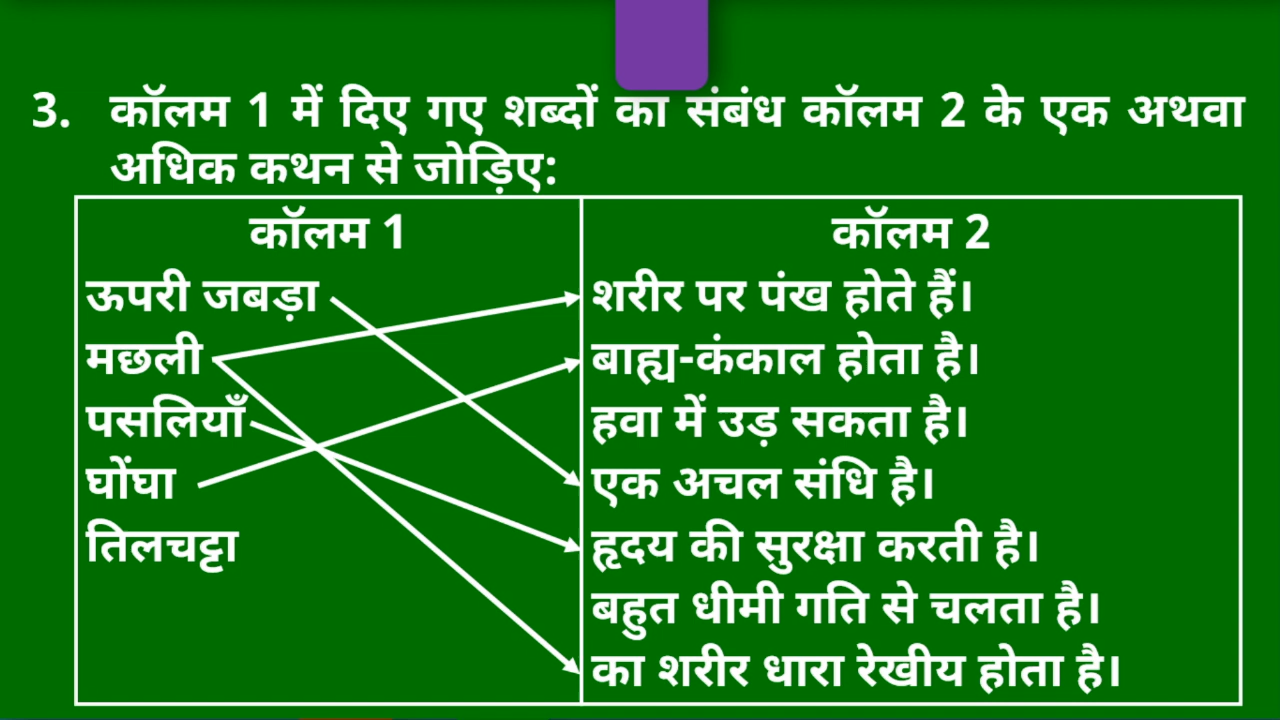 3. कॉलम 1 में दिए गए शब्दों का संबंध कॉलम 2 के एक अथवा
अधिक कथन से जोड़िए:
कॉलम 1
ऊपरी जबड़ा
मछली
पसलियाँ
घोंघा
तिलचट्टा
कॉलम 2
शरीर पर पंख होते हैं।
बाह्य-कंकाल होता है।
हवा में उड़ सकता है।
एक अचल संधि है।
हृदय की सुरक्षा करती है।
बहुत धीमी गति से चलता है।
का शरीर धारा रेखीय होता है।